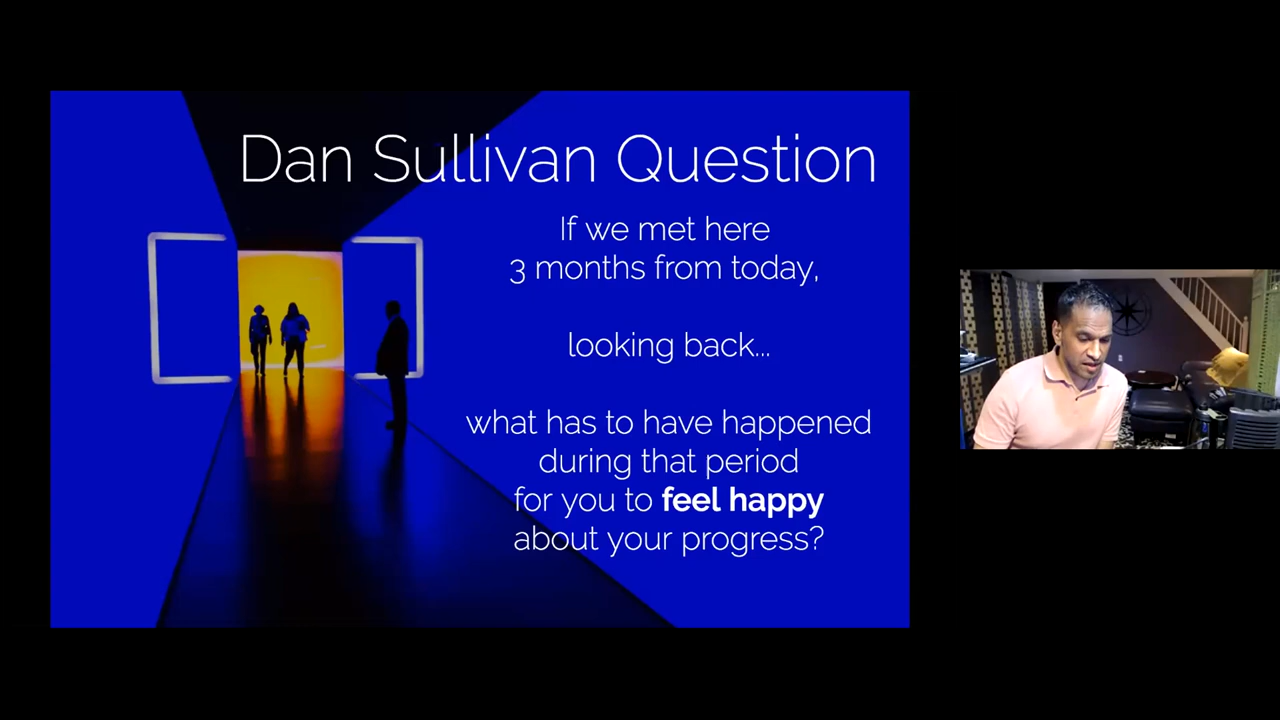 Dan Sullivan Question
If we met here
3 months from today,
looking back...
what has to have happened
during that period
for you to feel happy
about your progress?